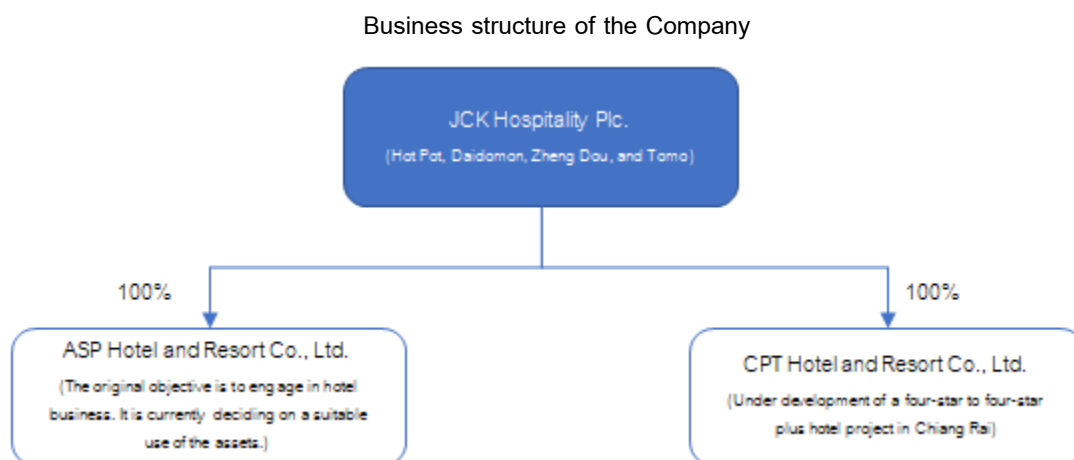 Business structure of the Company
JCK Hospitality Plc.
(Hot Pot, Daidomon, Zheng Dou, and Tomo)
100%
100%
ASP Hotel and Resort Co., Ltd.
(The original objective is to engage in hotel
business. It is currently deciding on a suitable
use of the assets.)
CPT Hotel and Resort Co., Ltd.
(Under development of a four-star to four-star
plus hotel project in Chiang Rai)